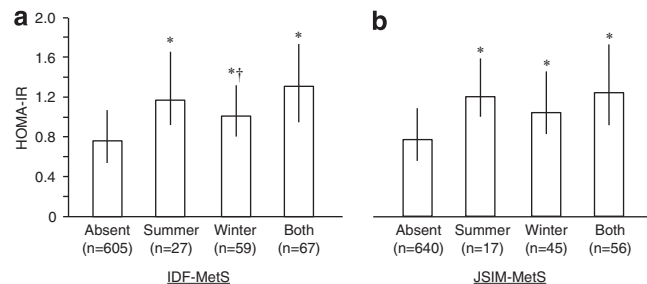 a
b
2.0
1.6
1.2
0.8
0.4
0
HOMA-IR
*
*†
*
*
*
*
Absent Summer Winter Both
(n=605) (n=27) (n=59) (n=67)
IDF-MetS
Absent Summer Winter Both
(n=640) (n=17) (n=45) (n=56)
JSIM-MetS